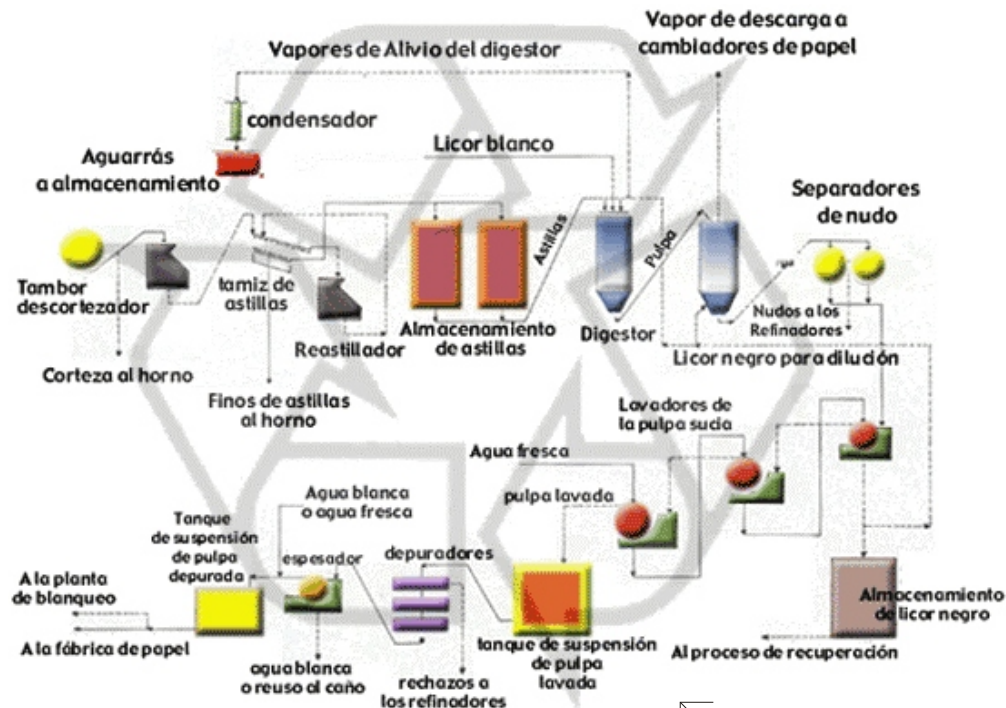 Vapor de descarga a
cambiadores de papel
Vapores de Alivio del digestor
condensador
Licor blanco
Aguarrás
a almacenamiento
Separadores
de nudo
Astillas
Pulpa
Tambor
descortezador
tamiz de
astillas
Reastillador
Almacenamiento
de astillas
Digestor
Nudos a los
Refinadores
Licor negro para dilución
Corteza al horno
Finos de astillas
al horno
Lavadores de
la pulpa sucia
Agua fresca
pulpa lavada
Agua blanca
o agua fresca
Tanque
de suspensión
de pulpa
depurada
espesador
depuradores
A la planta
de blanqueo
A la fábrica de papel
agua blanca
o reuso al caño
rechazos a
los refinadores
tanque de suspensión
de pulpa
lavada
Almacenamiento
de licor negro
Al proceso de recuperación